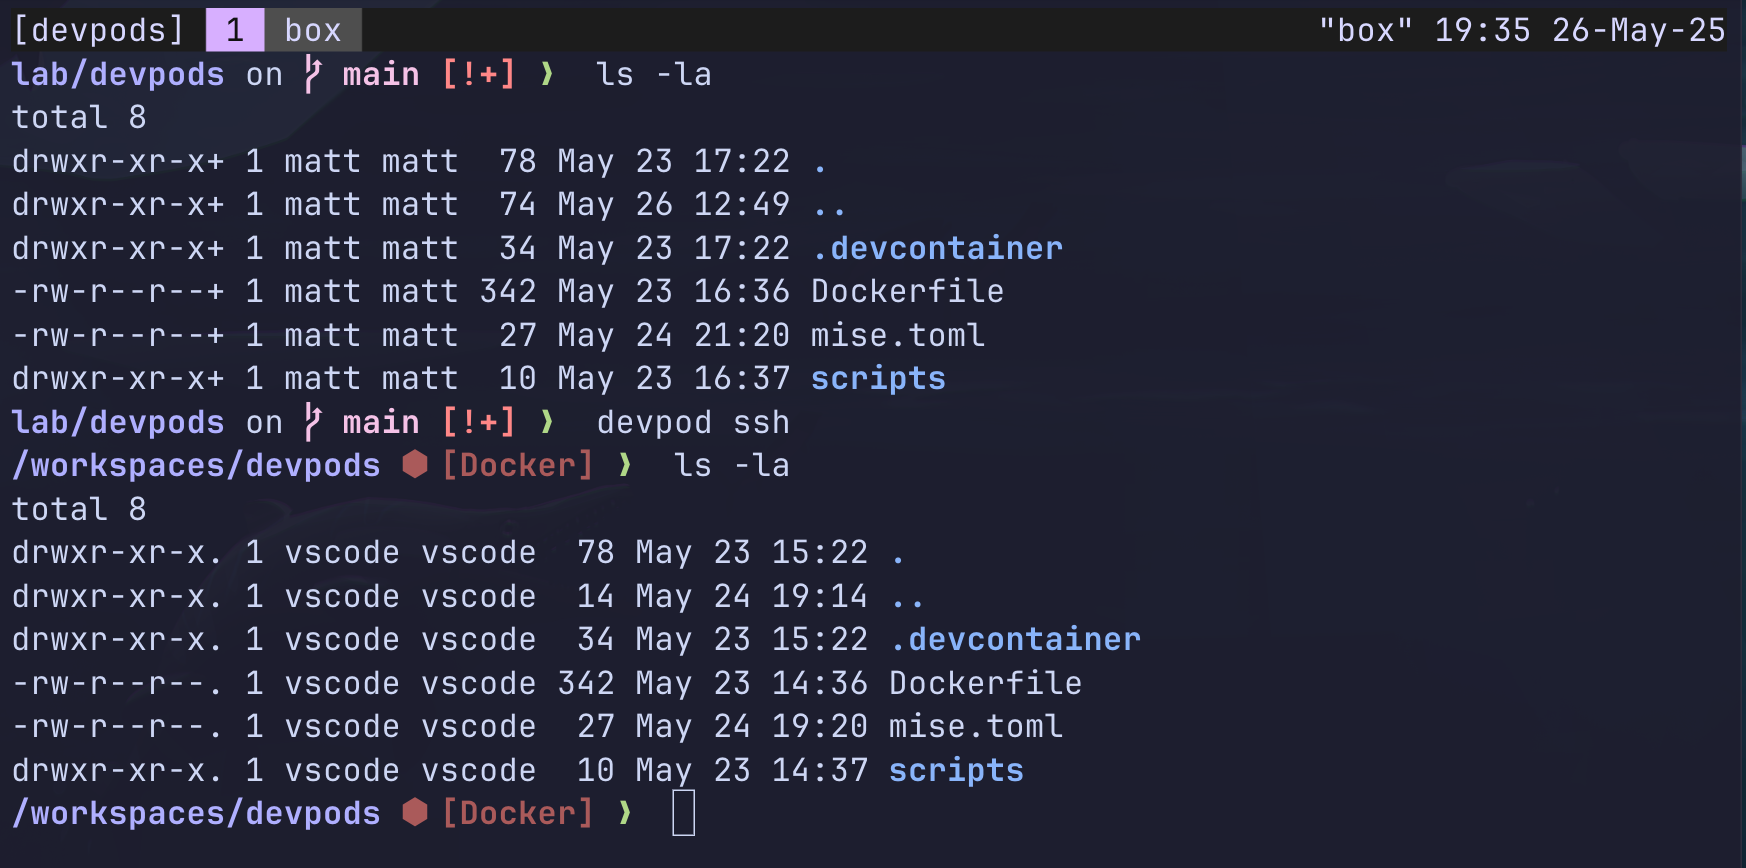 [devpods] 1 box "box" 19:35 26-May-25
lab/devpods on main [!+] ❯ ls -la
total 8
drwxr-xr-x+ 1 matt matt  78 May 23 17:22 .
drwxr-xr-x+ 1 matt matt  74 May 26 12:49 ..
drwxr-xr-x+ 1 matt matt  34 May 23 17:22 .devcontainer
-rw-r--r--+ 1 matt matt 342 May 23 16:36 Dockerfile
-rw-r--r--+ 1 matt matt  27 May 24 21:20 mise.toml
drwxr-xr-x+ 1 matt matt  10 May 23 16:37 scripts
lab/devpods on main [!+] ❯ devpod ssh
/workspaces/devpods ⬢ [Docker] ❯ ls -la
total 8
drwxr-xr-x. 1 vscode vscode  78 May 23 15:22 .
drwxr-xr-x. 1 vscode vscode  14 May 24 19:14 ..
drwxr-xr-x. 1 vscode vscode  34 May 23 15:22 .devcontainer
-rw-r--r--. 1 vscode vscode 342 May 23 14:36 Dockerfile
-rw-r--r--. 1 vscode vscode  27 May 24 19:20 mise.toml
drwxr-xr-x. 1 vscode vscode  10 May 23 14:37 scripts
/workspaces/devpods ⬢ [Docker] ❯